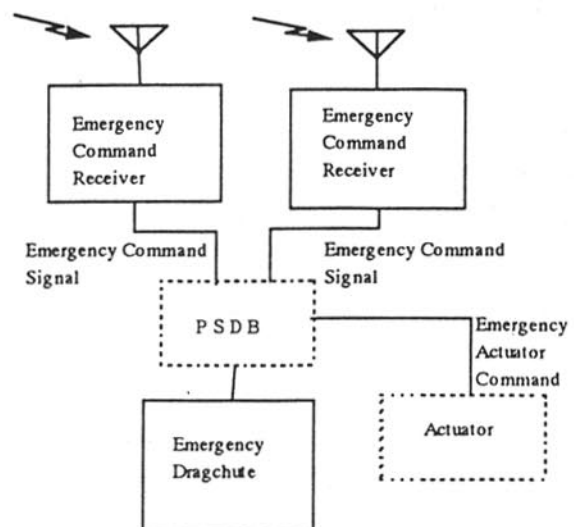 Emergency
Command
Receiver
Emergency
Command
Receiver
Emergency Command
Signal
Emergency Command
Signal
PSDB
Emergency
Actuator
Command
Emergency
Dragchute
Actuator